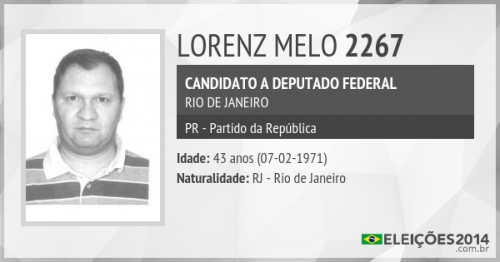 LORENZ MELO 2267
CANDIDATO A DEPUTADO FEDERAL
RIO DE JANEIRO
PR - Partido da República
Idade: 43 anos (07-02-1971)
Naturalidade: RJ - Rio de Janeiro
ELEIÇÕES2014
.com.br